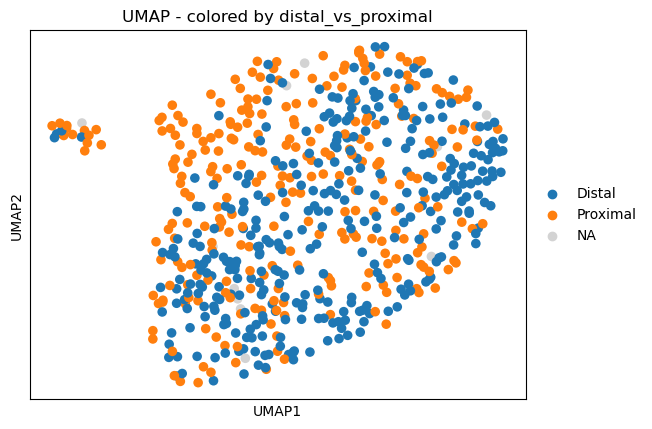 UMAP - colored by distal_vs_proximal
UMAP2
Distal
Proximal
NA
UMAP1